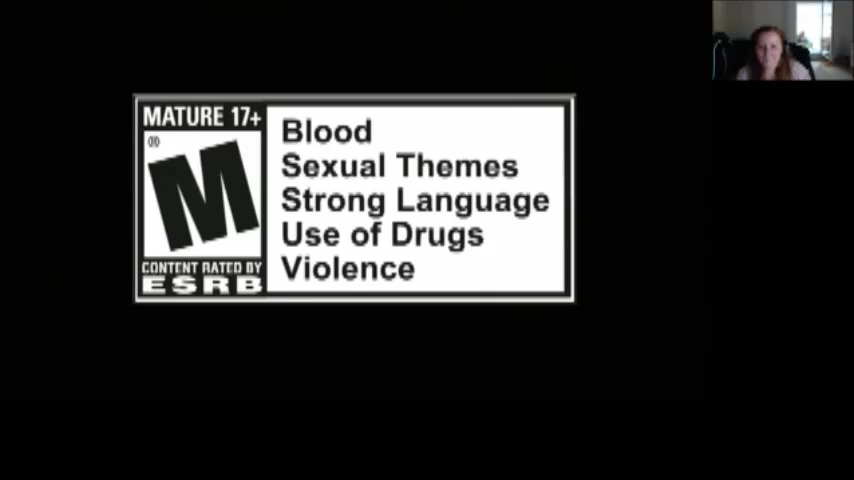 MATURE 17+
®
M
CONTENT RATED BY
ESRB
Blood
Sexual Themes
Strong Language
Use of Drugs
Violence